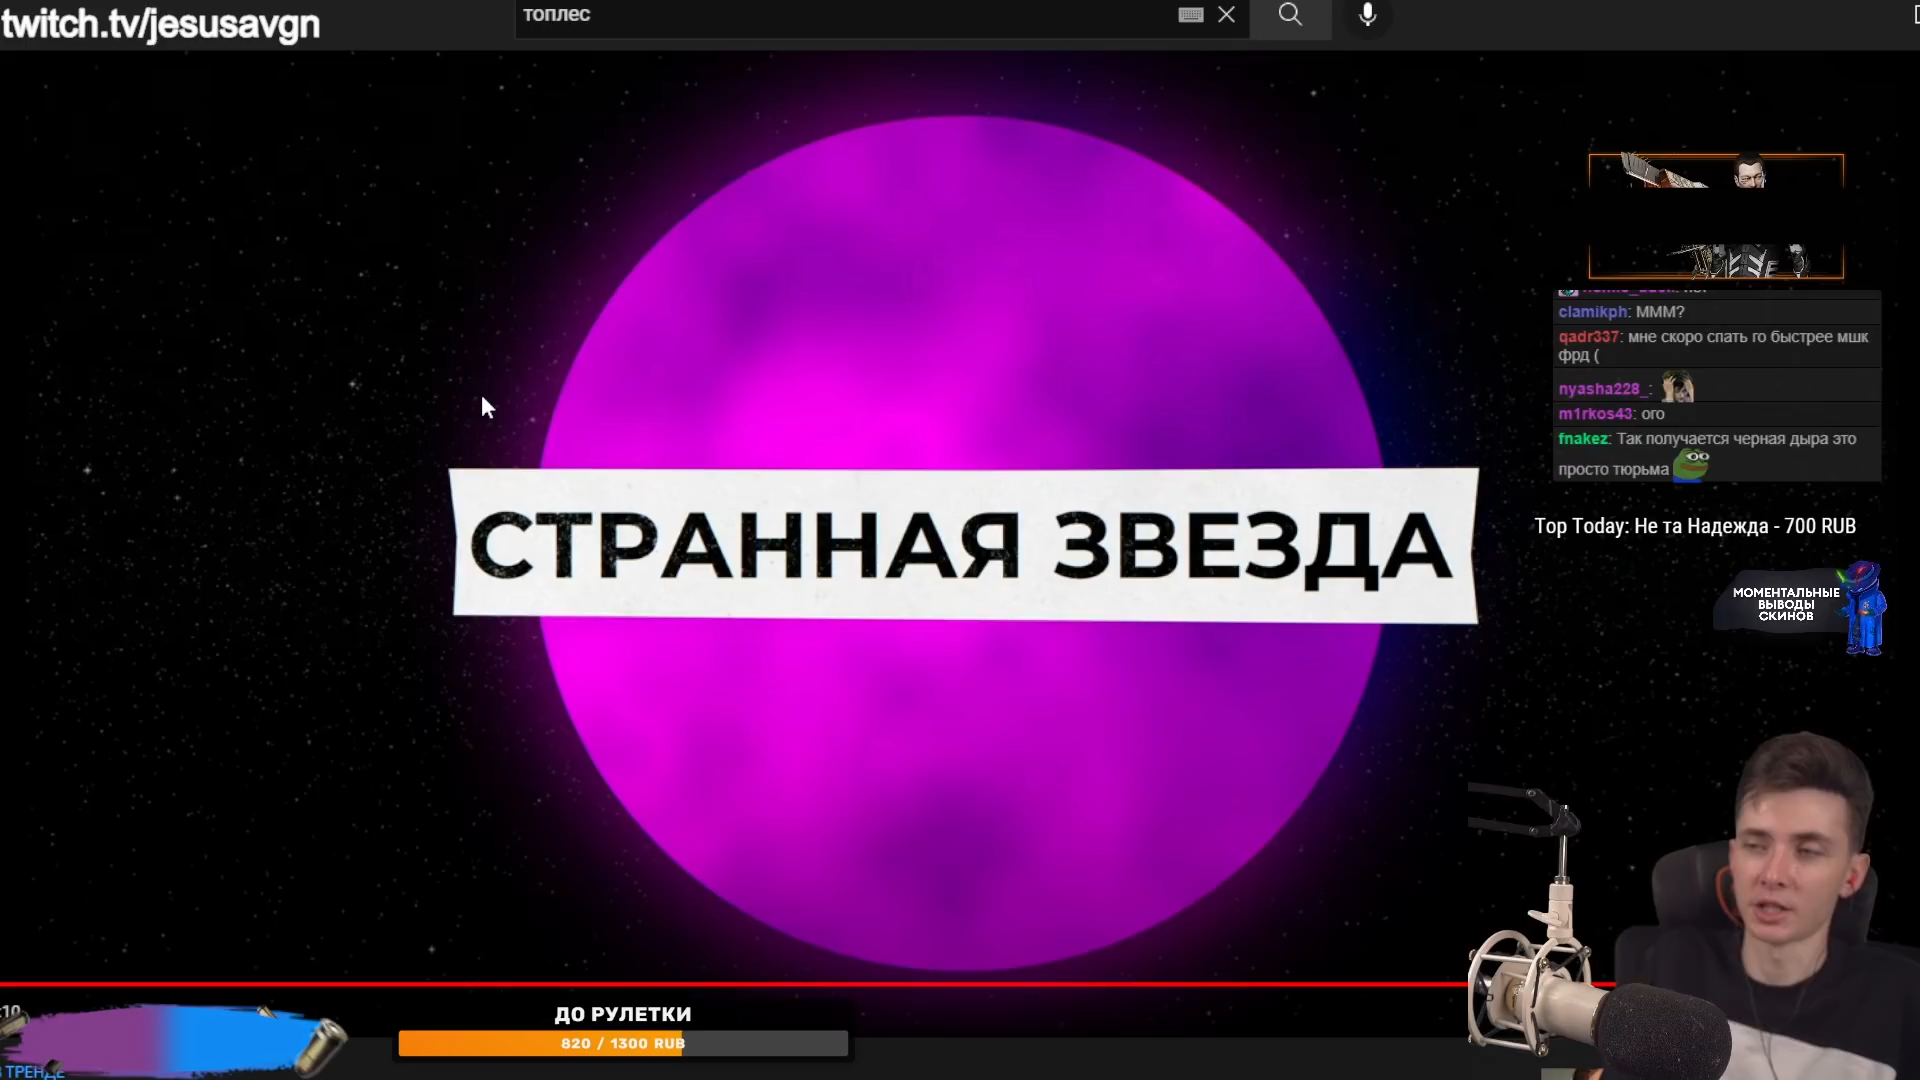 twitch.tv/jesusavgn
топлес
СТРАННАЯ ЗВЕЗДА
clamikph: МММ?
qadr337: мне скоро спать го быстрее мшк
фрд (
nyasha228_:
m1rkos43: ого
fnakez: Так получается черная дыра это
просто тюрьма
Top Today: Не та Надежда - 700 RUB
МОМЕНТАЛЬНЫЕ
ВЫВОДЫ
СКИНОВ
:10
ДО РУЛЕТКИ
820 / 1300 RUB
В ТРЕНДЕ